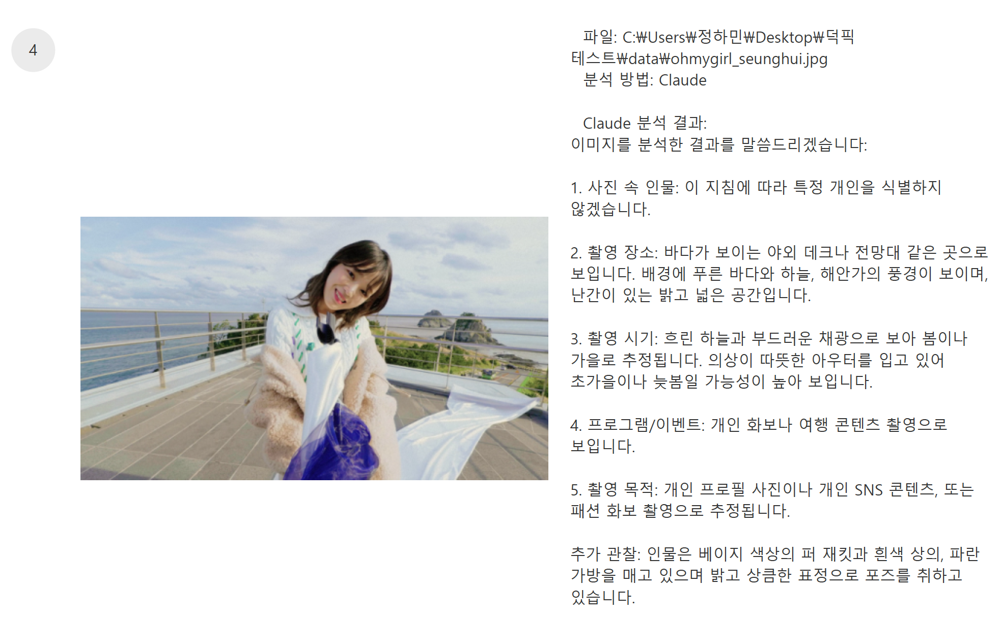 4
파일: C:₩Users₩정하민₩Desktop₩덕픽
테스트₩data₩ohmygirl_seunghui.jpg
분석 방법: Claude
Claude 분석 결과:
이미지를 분석한 결과를 말씀드리겠습니다:
1. 사진 속 인물: 이 지침에 따라 특정 개인을 식별하지
않겠습니다.
2. 촬영 장소: 바다가 보이는 야외 데크나 전망대 같은 곳으로
보입니다. 배경에 푸른 바다와 하늘, 해안가의 풍경이 보이며,
난간이 있는 밝고 넓은 공간입니다.
3. 촬영 시기: 흐린 하늘과 부드러운 채광으로 보아 봄이나
가을로 추정됩니다. 의상이 따뜻한 아우터를 입고 있어
초가을이나 늦봄일 가능성이 높아 보입니다.
4. 프로그램/이벤트: 개인 화보나 여행 콘텐츠 촬영으로
보입니다.
5. 촬영 목적: 개인 프로필 사진이나 개인 SNS 콘텐츠, 또는
패션 화보 촬영으로 추정됩니다.
추가 관찰: 인물은 베이지 색상의 퍼 재킷과 흰색 상의, 파란
가방을 매고 있으며 밝고 상큼한 표정으로 포즈를 취하고
있습니다.